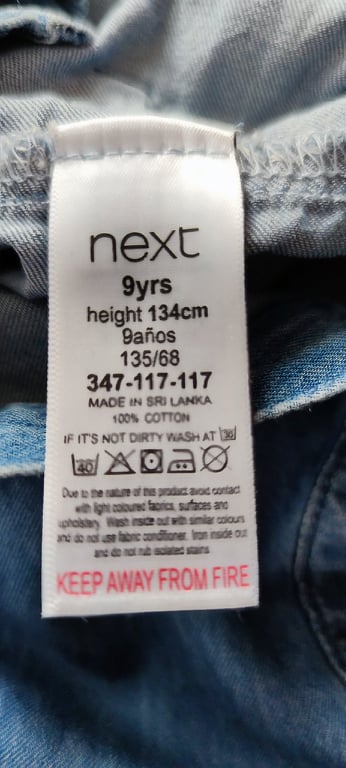 next
9yrs
height 134cm
9años
135/68
347-117-117
MADE IN SRI LANKA
100% COTTON
IF IT'S NOT DIRTY WASH AT 30
40
Due to the nature of this product avoid contact
with light coloured fabrics, surfaces and
upholstery. Wash inside out with similar colours
and do not use fabric conditioner. Iron inside out
and do not rub isolated stains
KEEP AWAY FROM FIRE